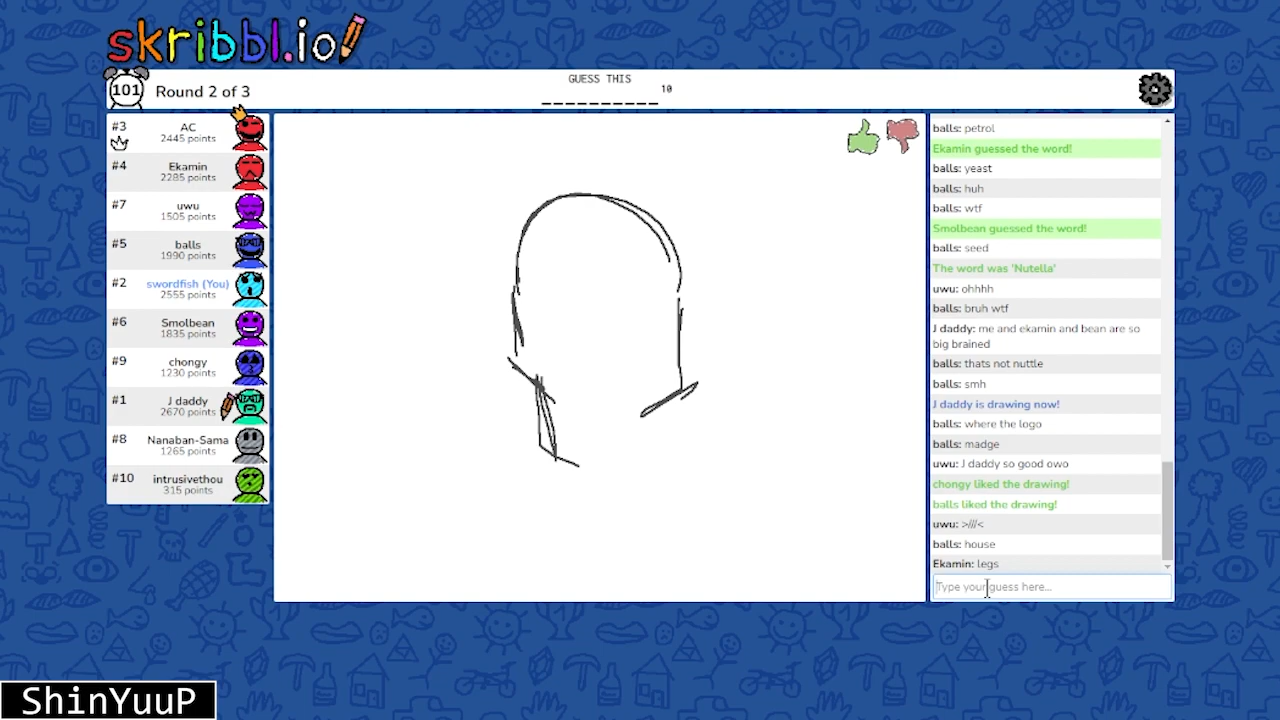 skribbl.io
101
Round 2 of 3
GUESS THIS
__________ 10
#3 AC
2445 points
#4 Ekamin
2285 points
#7 uwu
1505 points
#5 balls
1990 points
#2 swordfish (You)
2555 points
#6 Smolbean
1835 points
#9 chongy
1230 points
#1 J daddy
2670 points
#8 Nanaban-Sama
1265 points
#10 intrusivethou
315 points
balls: petrol
Ekamin guessed the word!
balls: yeast
balls: huh
balls: wtf
Smolbean guessed the word!
balls: seed
The word was 'Nutella'
uwu: ohhhh
balls: bruh wtf
J daddy: me and ekamin and bean are so
big brained
balls: thats not nuttle
balls: smh
J daddy is drawing now!
balls: where the logo
balls: madge
uwu: J daddy so good owo
chongy liked the drawing!
balls liked the drawing!
uwu: >///<
balls: house
Ekamin: legs
Type your guess here...
ShinYuuP